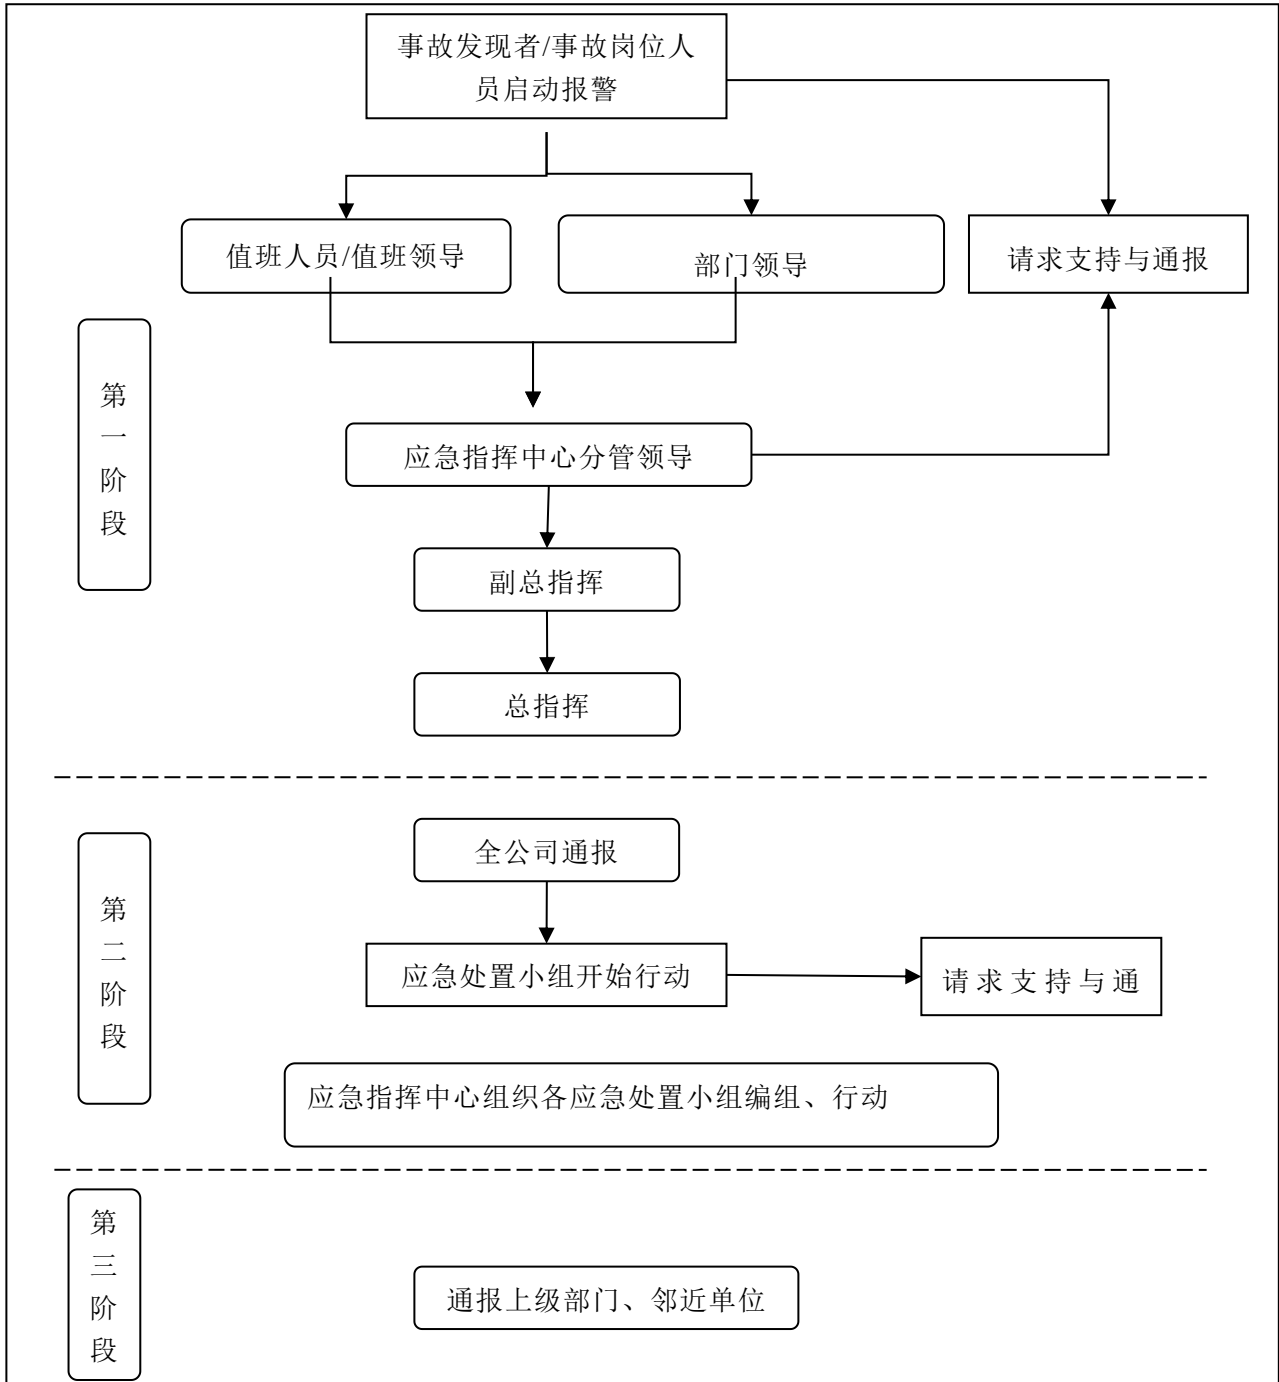 事故发现者/事故岗位人
员启动报警
值班人员/值班领导
部门领导
请求支持与通报
第
一
阶
段
应急指挥中心分管领导
副总指挥
总指挥
第
二
阶
段
全公司通报
应急处置小组开始行动
请求支持与通
应急指挥中心组织各应急处置小组编组、行动
第
三
阶
段
通报上级部门、邻近单位